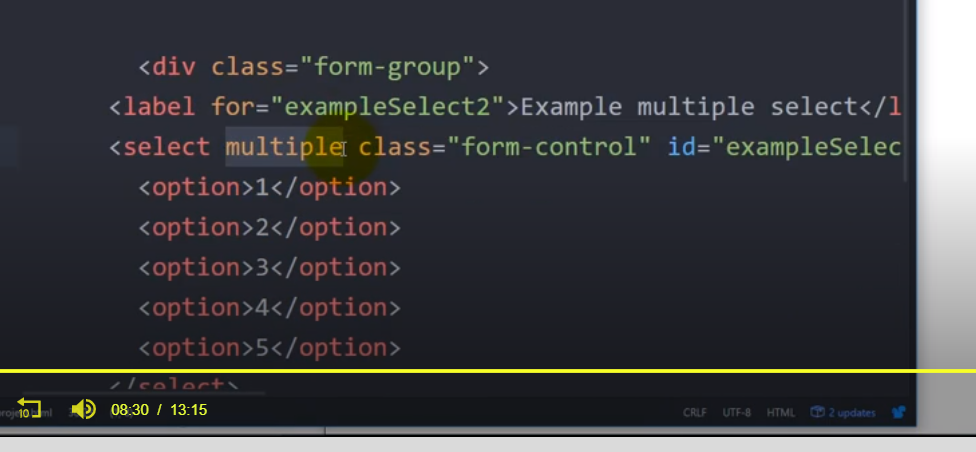 <div class="form-group">
<label for="exampleSelect2">Example multiple select</l
<select multiple class="form-control" id="exampleSelec
<option>1</option>
<option>2</option>
<option>3</option>
<option>4</option>
<option>5</option>
</select>
10 08:30 / 13:15
CRLF UTF-8 HTML 2 updates